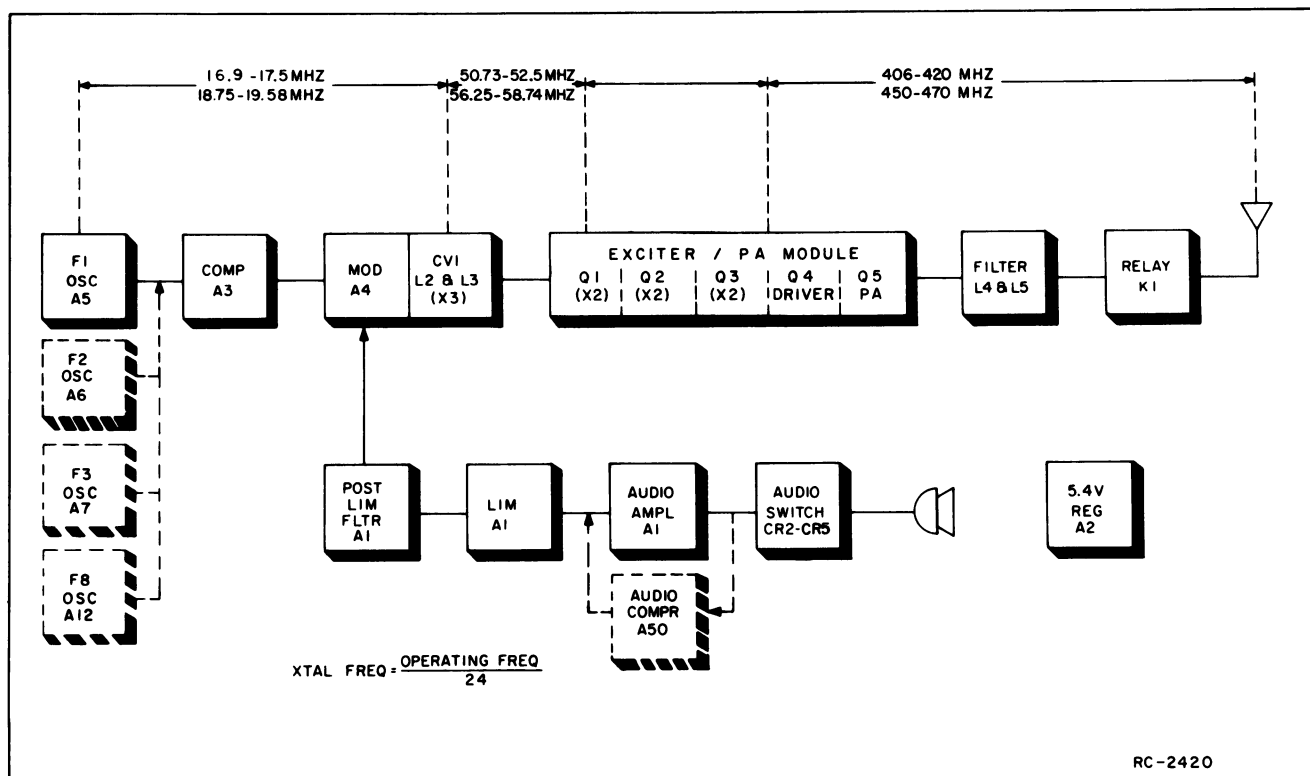 16.9 -17.5 MHZ
18.75-19.58 MHZ
50.73-52.5 MHZ
56.25-58.74 MHZ
406-420 MHZ
450-470 MHZ
F1
OSC
A5
COMP
A3
MOD
A4
CV1
L2 & L3
(X3)
EXCITER / PA MODULE
Q1
(X2)
Q2
(X2)
Q3
(X2)
Q4
DRIVER
Q5
PA
FILTER
L4 & L5
RELAY
K1
F2
OSC
A6
F3
OSC
A7
F8
OSC
A12
POST
LIM
FLTR
A1
LIM
A1
AUDIO
AMPL
A1
AUDIO
SWITCH
CR2-CR5
5.4V
REG
A2
AUDIO
COMPR
A50
XTAL FREQ = OPERATING FREQ
24
RC-2420